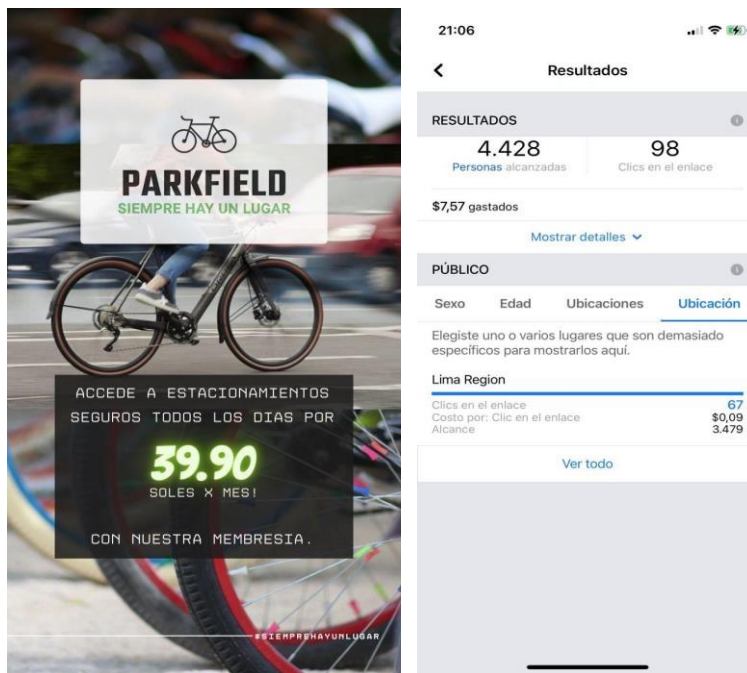 PARKFIELD
SIEMPRE HAY UN LUGAR
ACCEDE A ESTACIONAMIENTOS
SEGUROS TODOS LOS DIAS POR
39.90
SOLES X MES!
CON NUESTRA MEMBRESIA.
#SIEMPREHAYUNLUGAR
21:06
Resultados
RESULTADOS
4.428 98
Personas alcanzadas Clics en el enlace
$7,57 gastados
Mostrar detalles
PÚBLICO
Sexo Edad Ubicaciones Ubicación
Elegiste uno o varios lugares que son demasiado
específicos para mostrarlos aquí.
Lima Region
Clics en el enlace 67
Costo por: Clic en el enlace $0,09
Alcance 3.479
Ver todo